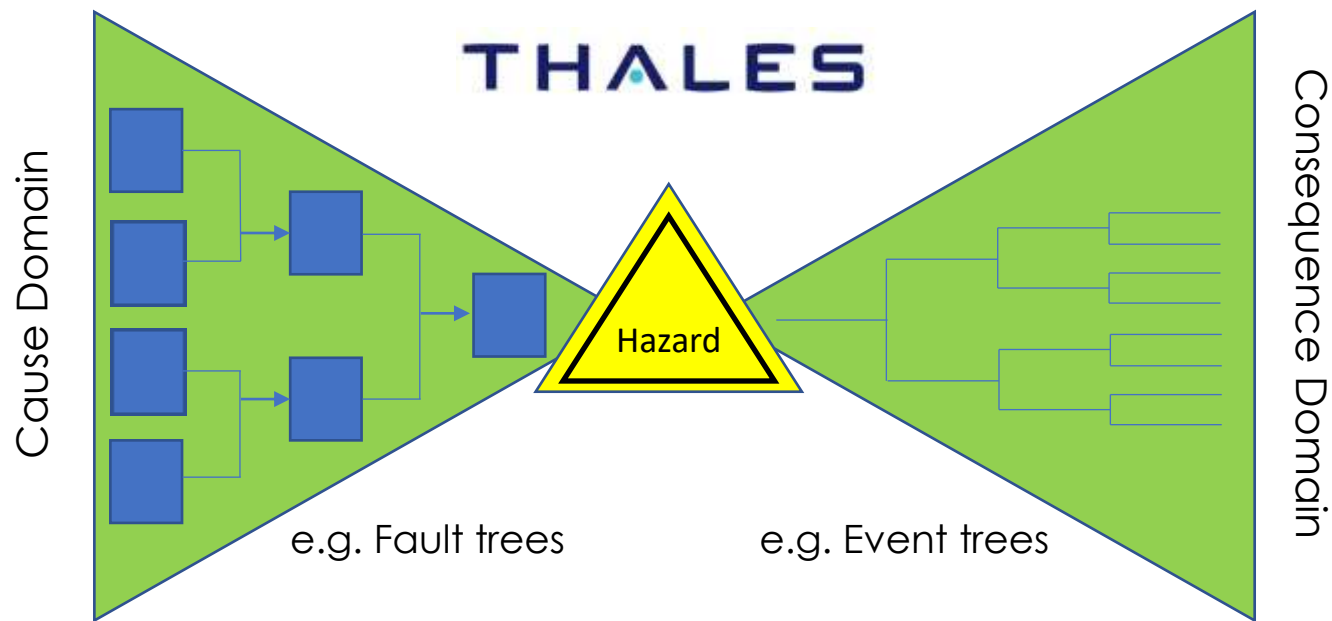 THALES
Cause Domain
Hazard
Consequence Domain
e.g. Fault trees
e.g. Event trees